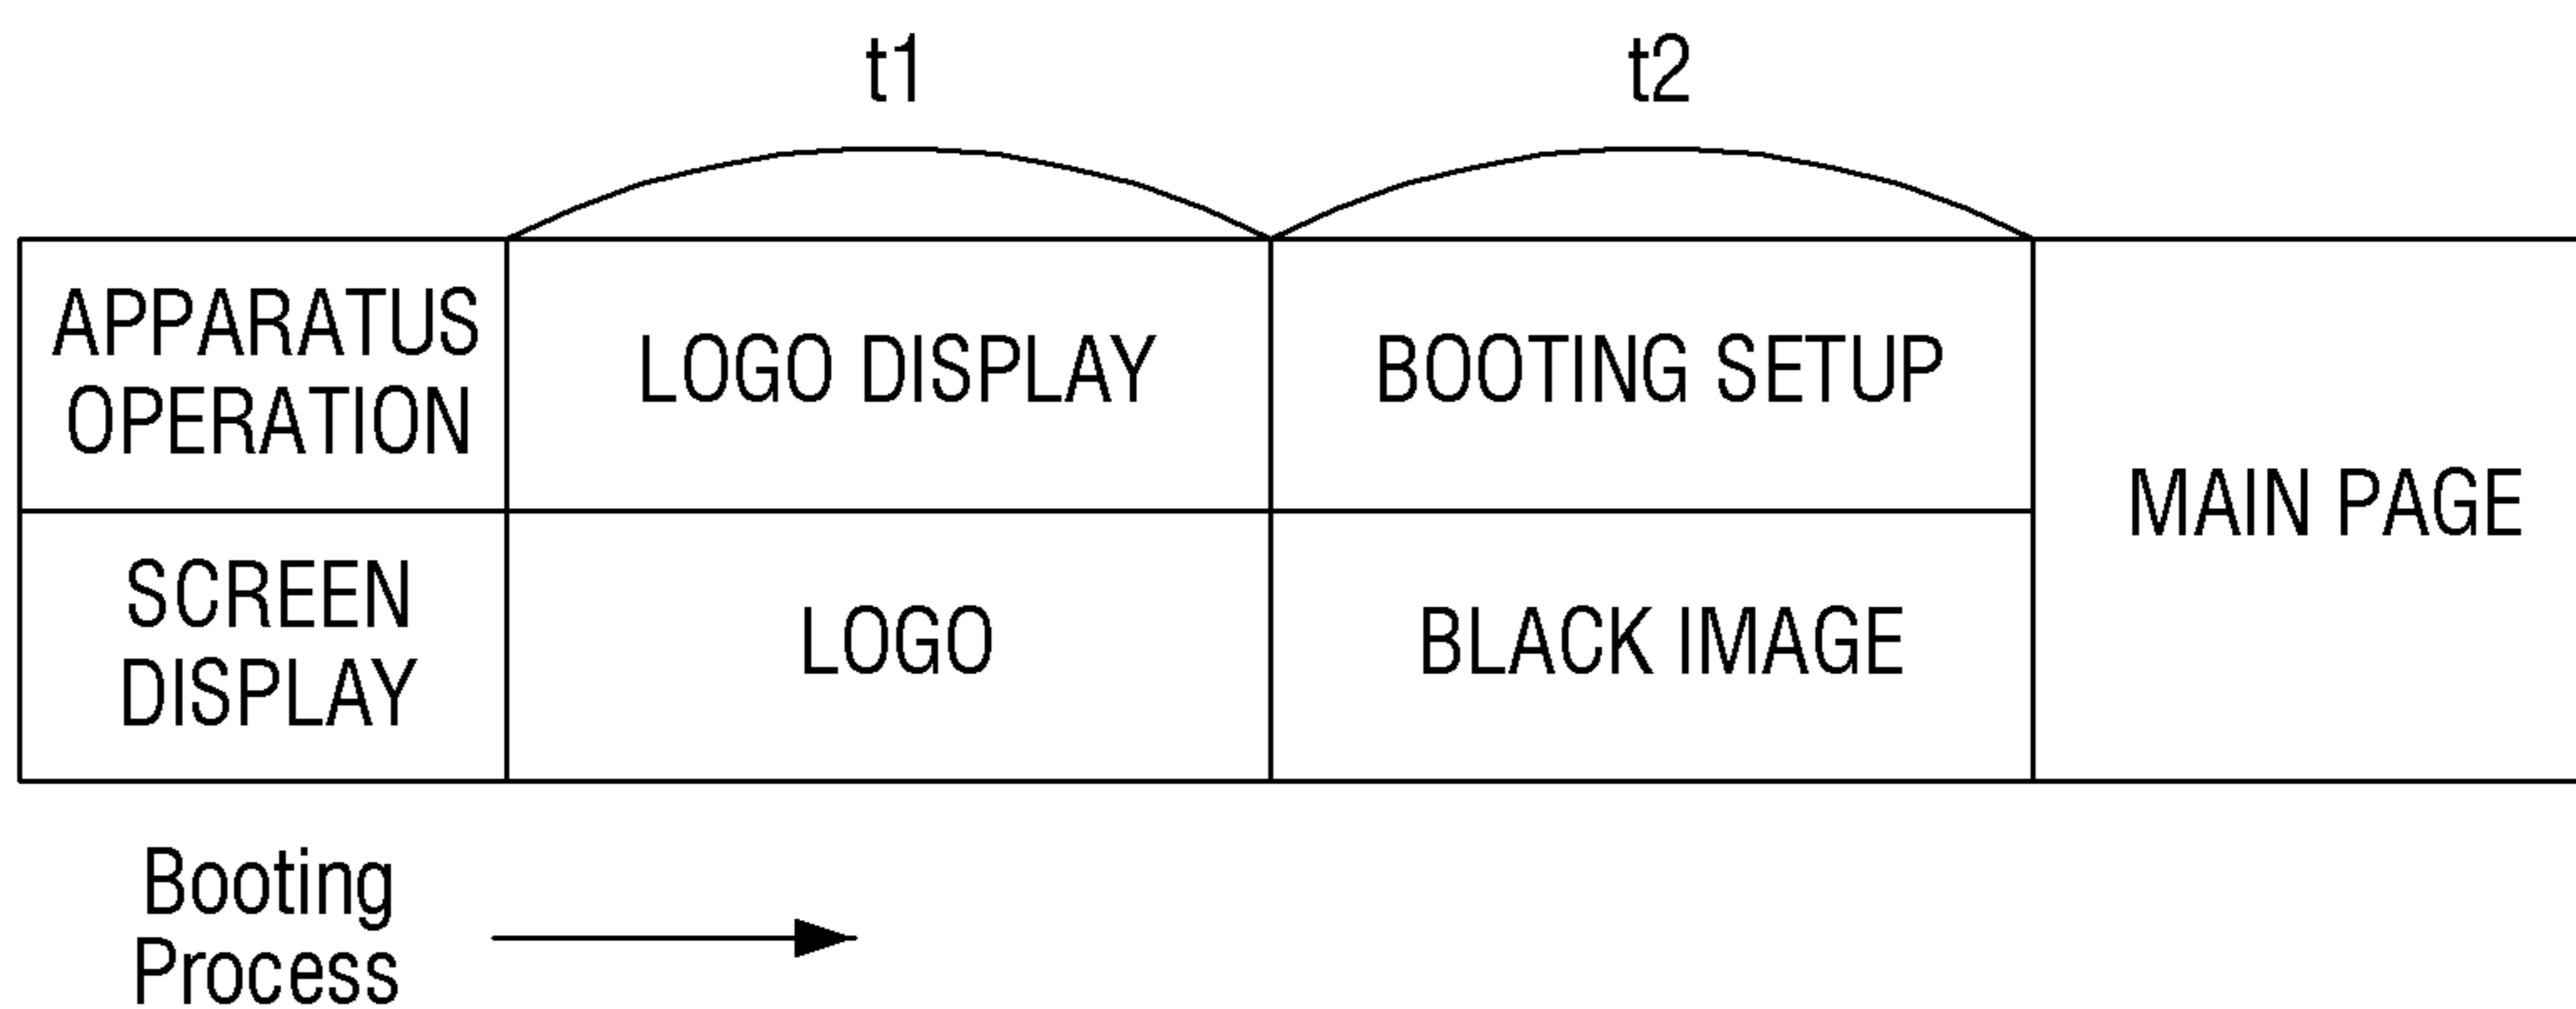 t1
t2
APPARATUS
OPERATION
LOGO DISPLAY
BOOTING SETUP
MAIN PAGE
SCREEN
DISPLAY
LOGO
BLACK IMAGE
Booting
Process